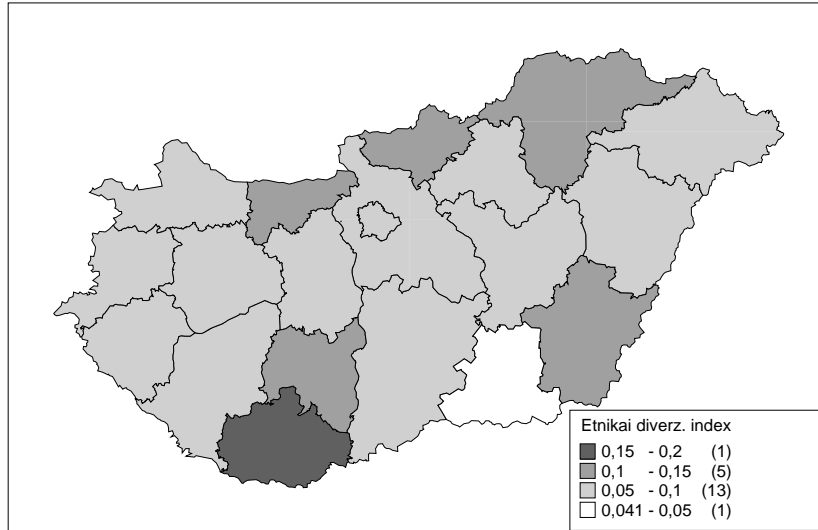 Etnikai diverz. index
0,15 - 0,2 (1)
0,1 - 0,15 (5)
0,05 - 0,1 (13)
0,041 - 0,05 (1)